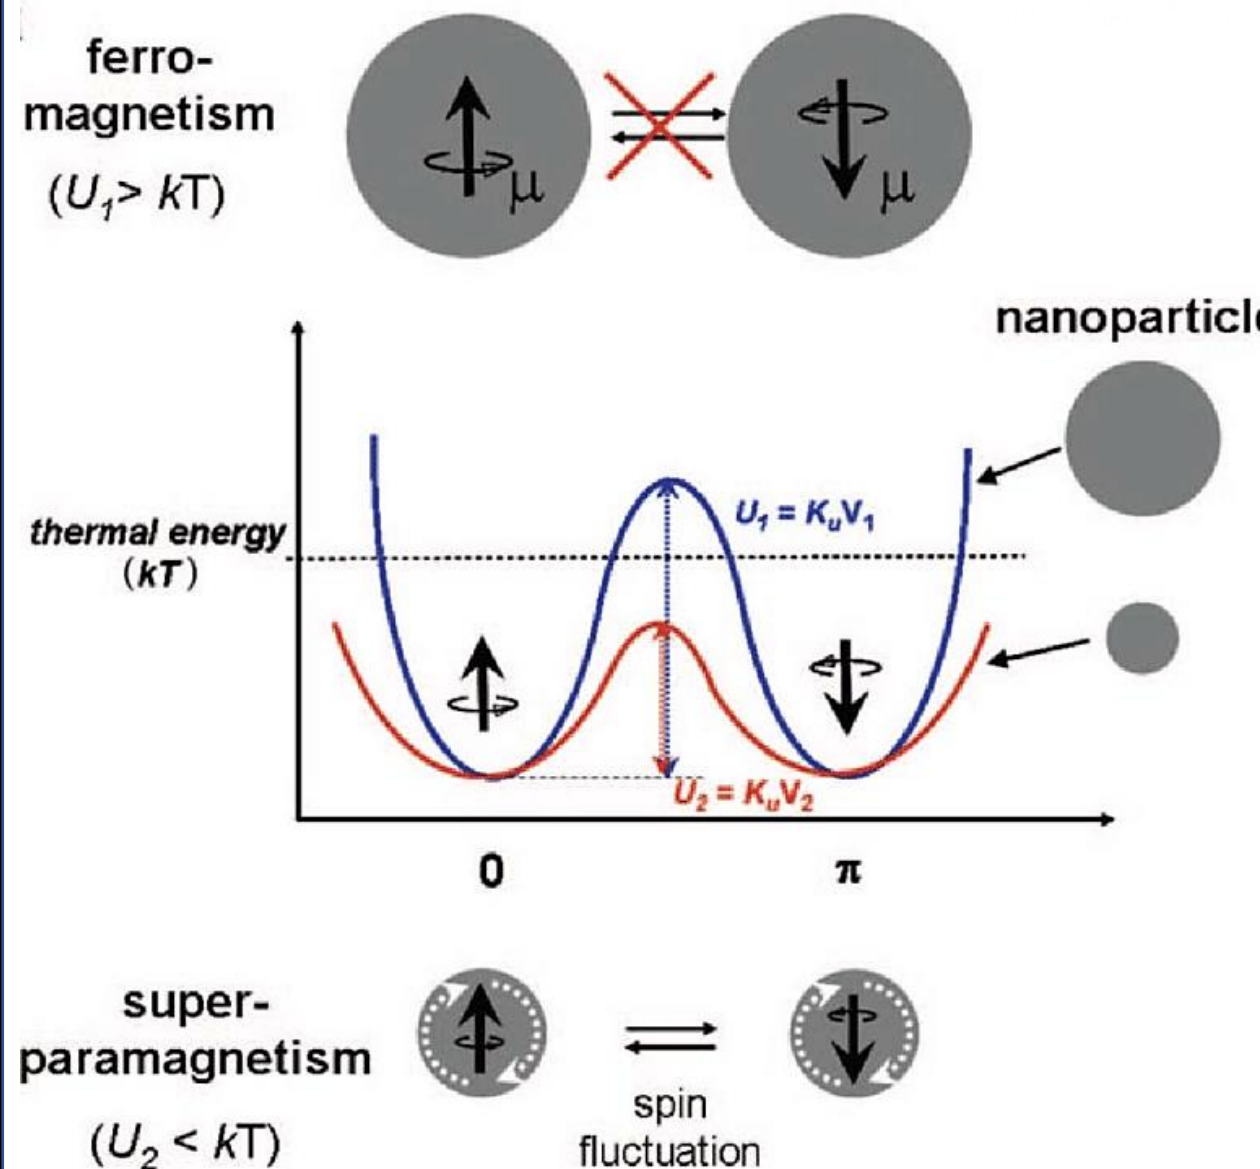 ferro-
magnetism
(U₁> kT)
μ
μ
nanoparticle
thermal energy
(kT)
U₁ = KᵤV₁
U₂ = KᵤV₂
0
π
super-
paramagnetism
(U₂ < kT)
spin
fluctuation